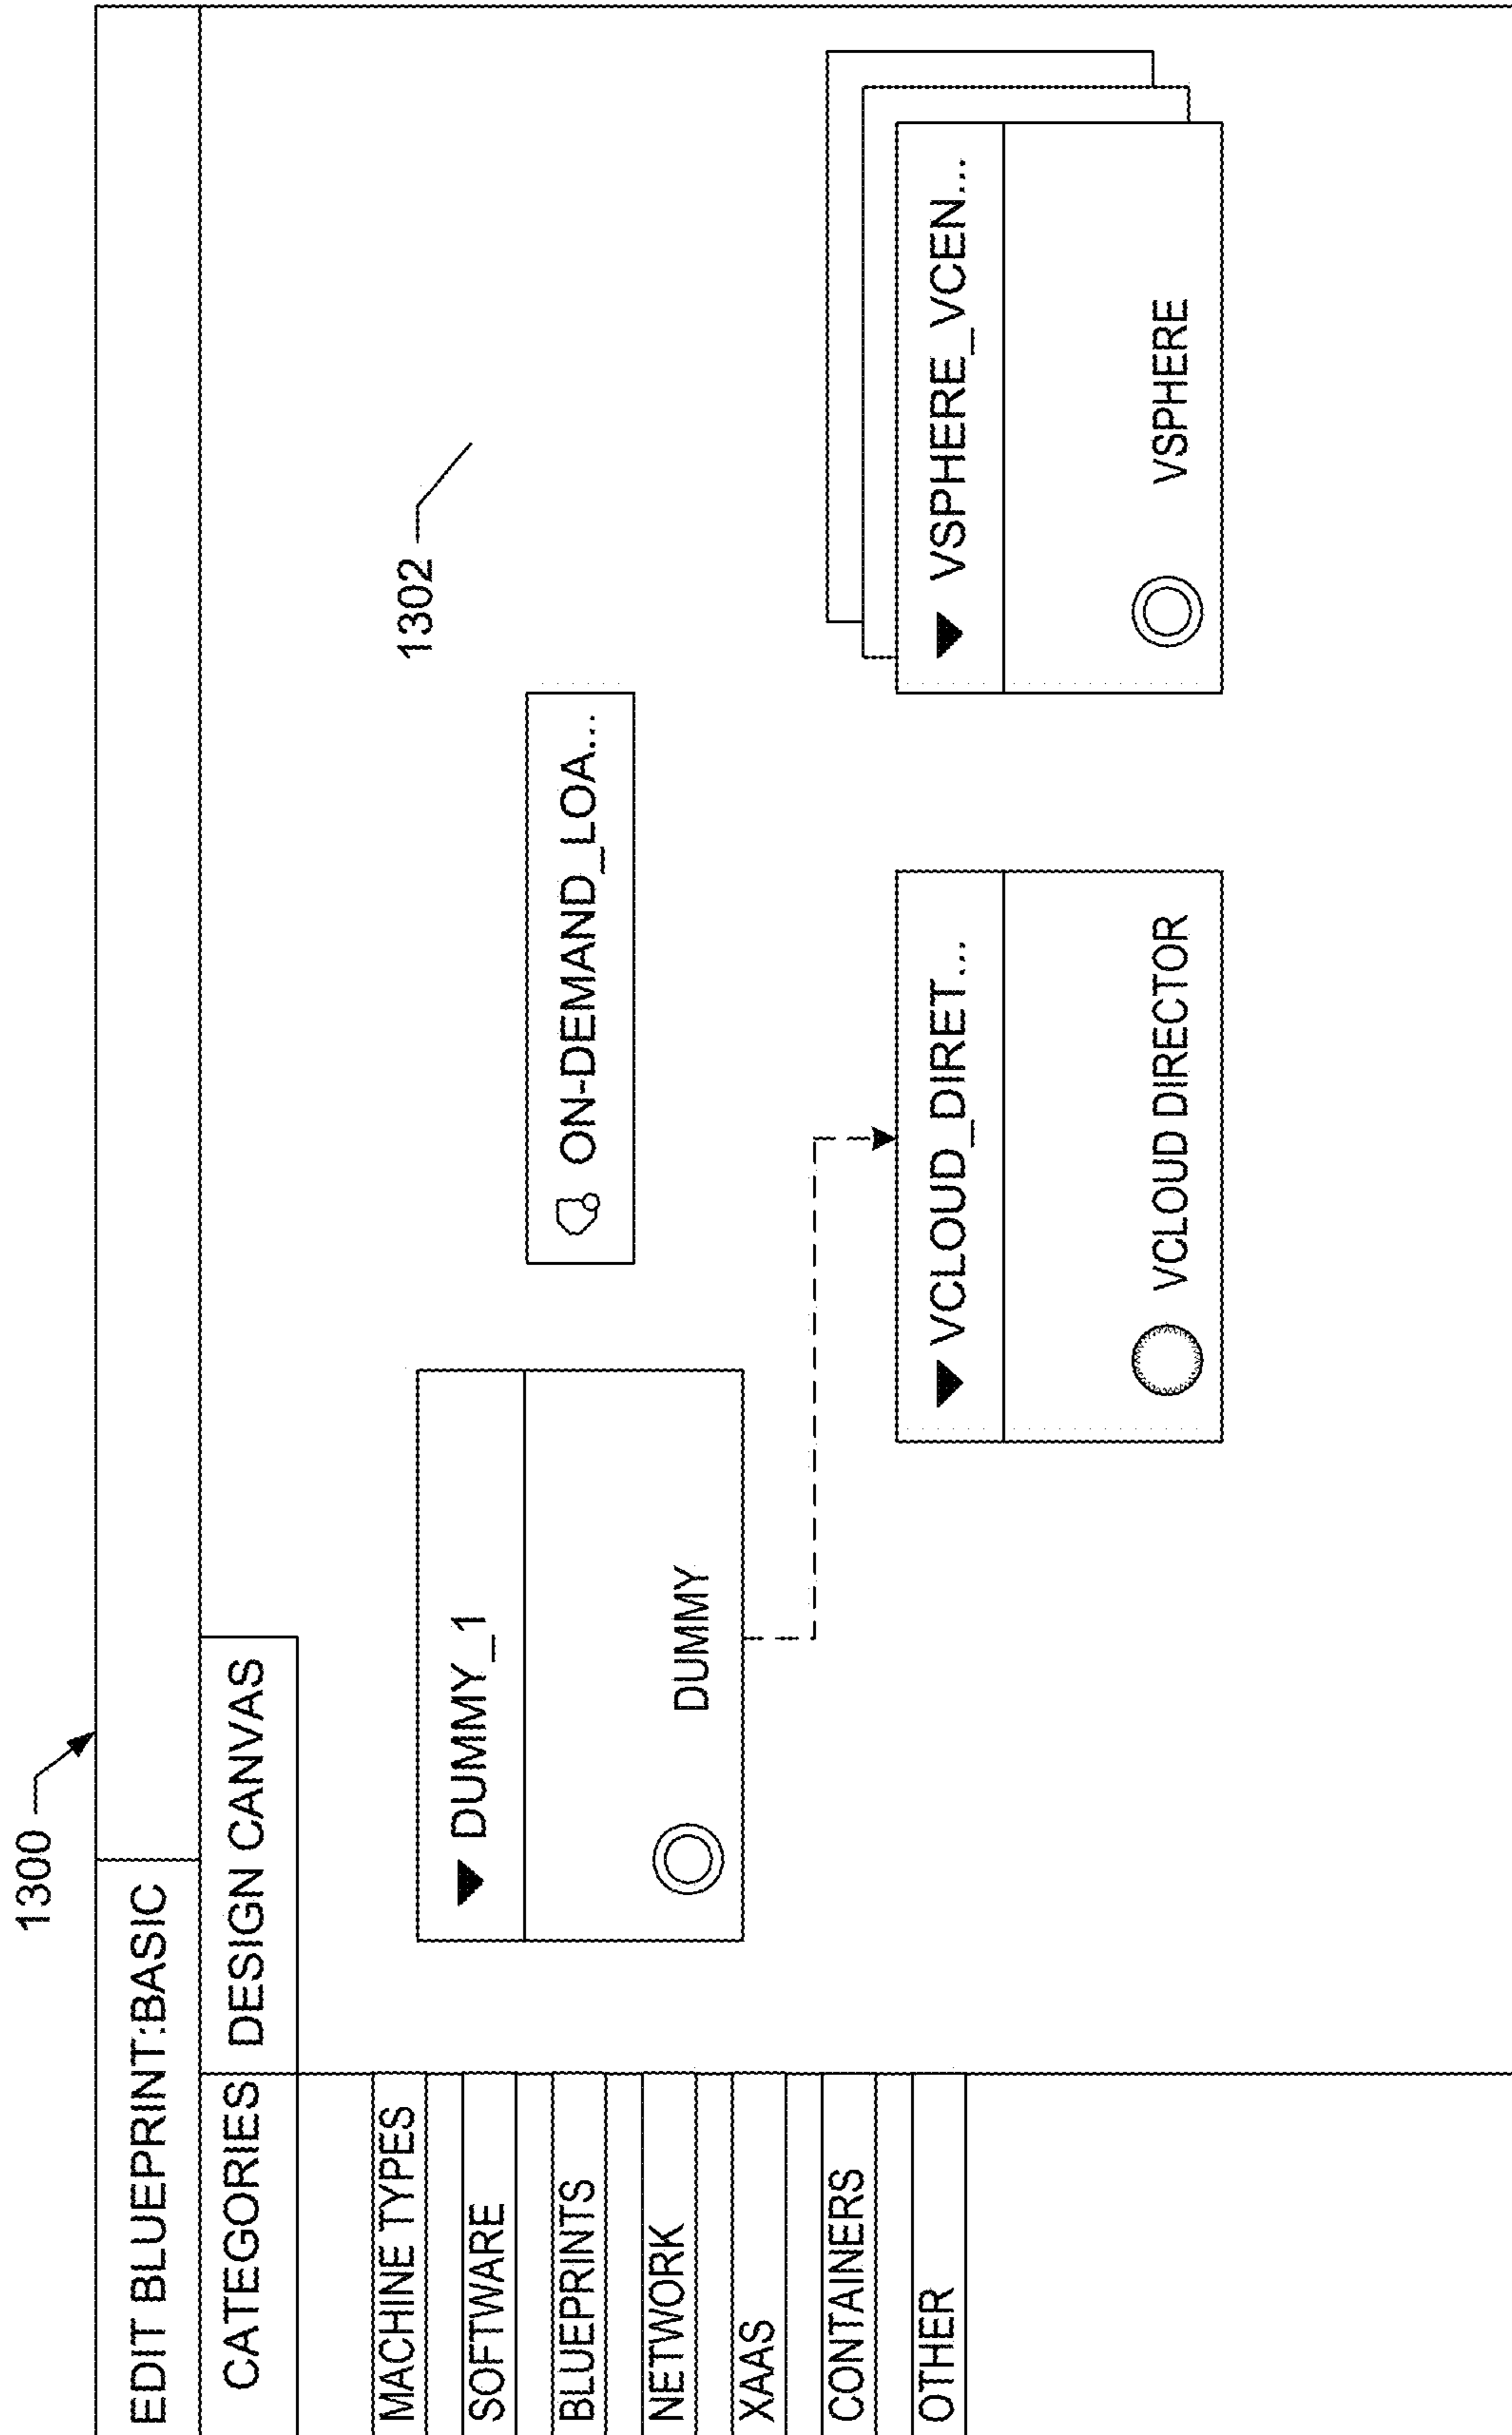 1300
EDIT BLUEPRINT:BASIC
CATEGORIES
DESIGN CANVAS
MACHINE TYPES
SOFTWARE
BLUEPRINTS
NETWORK
XAAS
CONTAINERS
OTHER
1302
DUMMY_1
DUMMY
ON-DEMAND_LOA...
VCLOUD_DIRET...
VCLOUD DIRECTOR
VSPHERE_VCEN...
VSPHERE